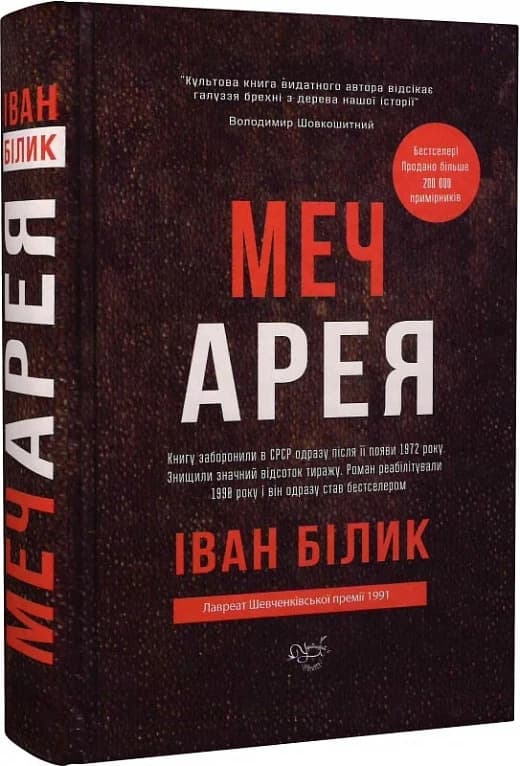 ІВАН
БІЛИК
МЕЧ АРЕЯ
"Культова книга видатного автора відсікає
галуззя брехні з дерева нашої історії"
Володимир Шовкошитний
Бестселер!
Продано більше
200 000
примірників
МЕЧ
АРЕЯ
Книгу заборонили в СРСР одразу після її появи 1972 року.
Знищили значний відсоток тиражу. Роман реабілітували
1990 року і він одразу став бестселером
ІВАН БІЛИК
Лавреат Шевченківської премії 1991